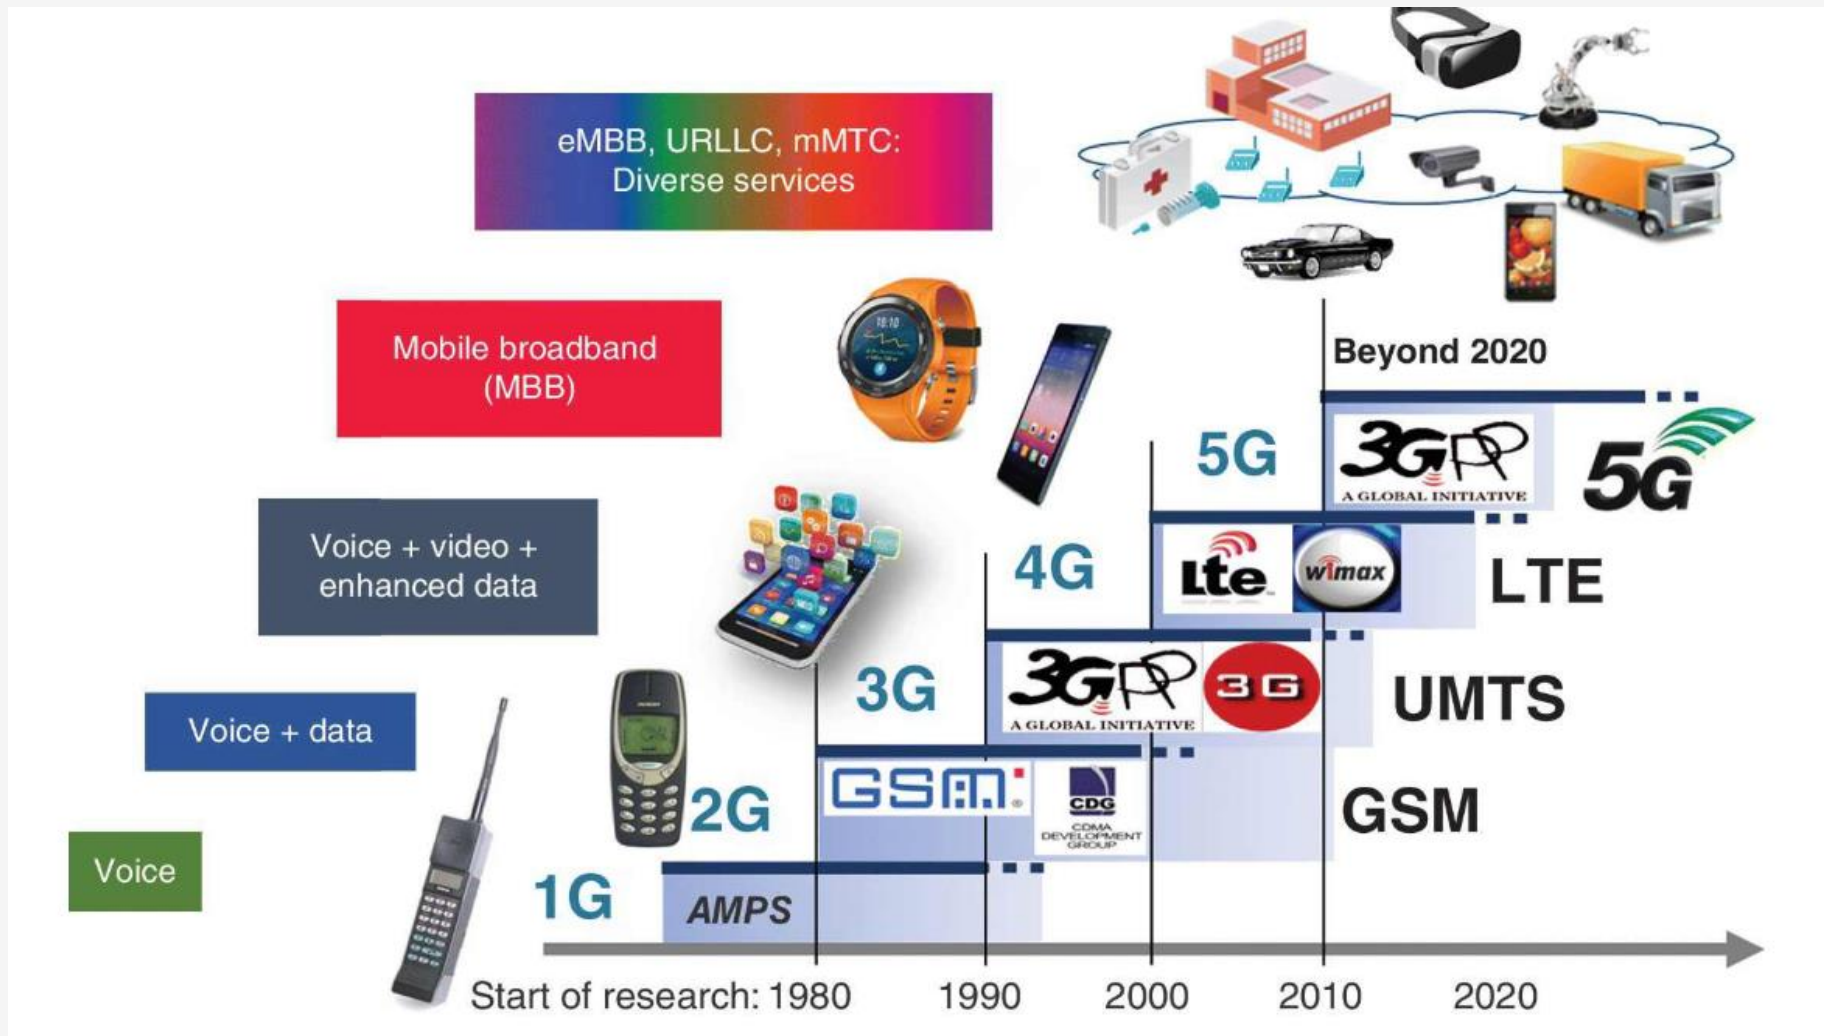 eMBB, URLLC, mMTC:
Diverse services
Mobile broadband
(MBB)
18:10
Beyond 2020
5G
3GPP
A GLOBAL INITIATIVE
5G
Voice + video +
enhanced data
4G
Lte
wimax
LTE
3G
3GPP
A GLOBAL INITIATIVE
3G
UMTS
Voice + data
2G
GSM
CDG
CDMA
DEVELOPMENT
GROUP
GSM
Voice
1G
AMPS
Start of research: 1980 1990 2000 2010 2020